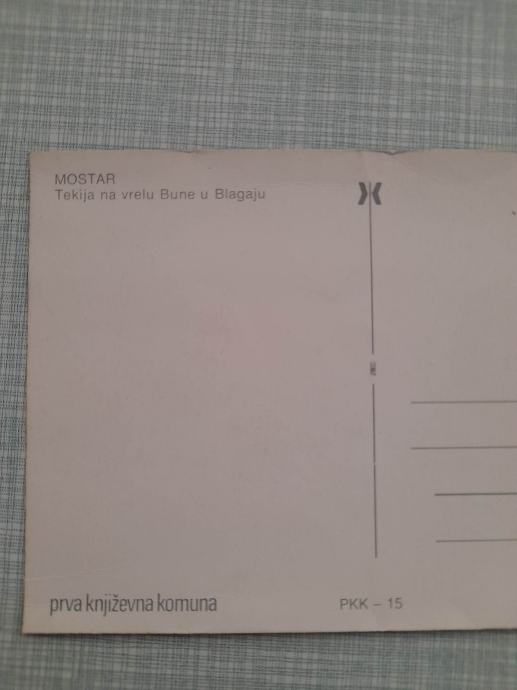 MOSTAR
Tekija na vrelu Bune u Blagaju
prva književna komuna
PKK – 15